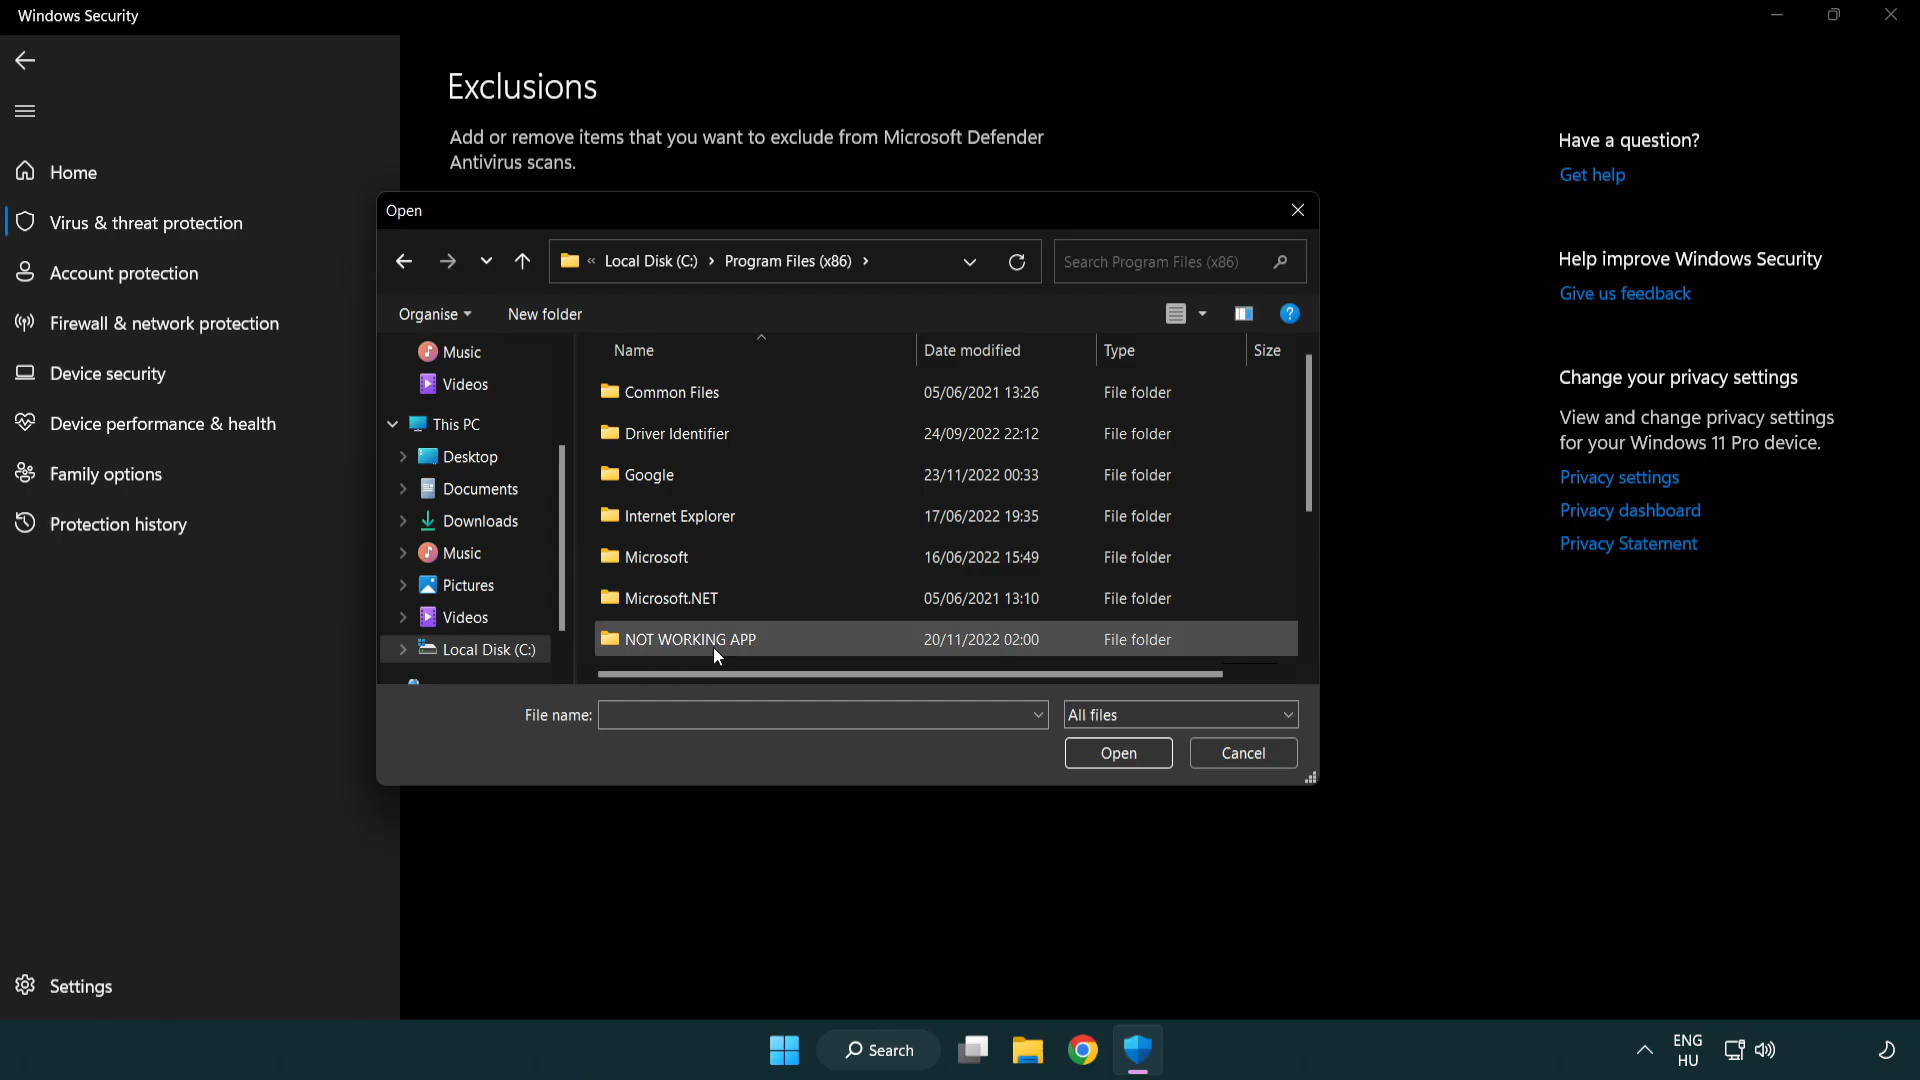 Windows Security
Home
Virus & threat protection
Account protection
Firewall & network protection
Device security
Device performance & health
Family options
Protection history
Settings
Exclusions
Add or remove items that you want to exclude from Microsoft Defender
Antivirus scans.
Open
« Local Disk (C:) › Program Files (x86) ›
Search Program Files (x86)
Organise
New folder
?
Music
Videos
This PC
Desktop
Documents
Downloads
Music
Pictures
Videos
Local Disk (C:)
Name Date modified Type Size
Common Files 05/06/2021 13:26 File folder
Driver Identifier 24/09/2022 22:12 File folder
Google 23/11/2022 00:33 File folder
Internet Explorer 17/06/2022 19:35 File folder
Microsoft 16/06/2022 15:49 File folder
Microsoft.NET 05/06/2021 13:10 File folder
NOT WORKING APP 20/11/2022 02:00 File folder
File name:
All files
Open
Cancel
Have a question?
Get help
Help improve Windows Security
Give us feedback
Change your privacy settings
View and change privacy settings
for your Windows 11 Pro device.
Privacy settings
Privacy dashboard
Privacy Statement
Search
ENG
HU